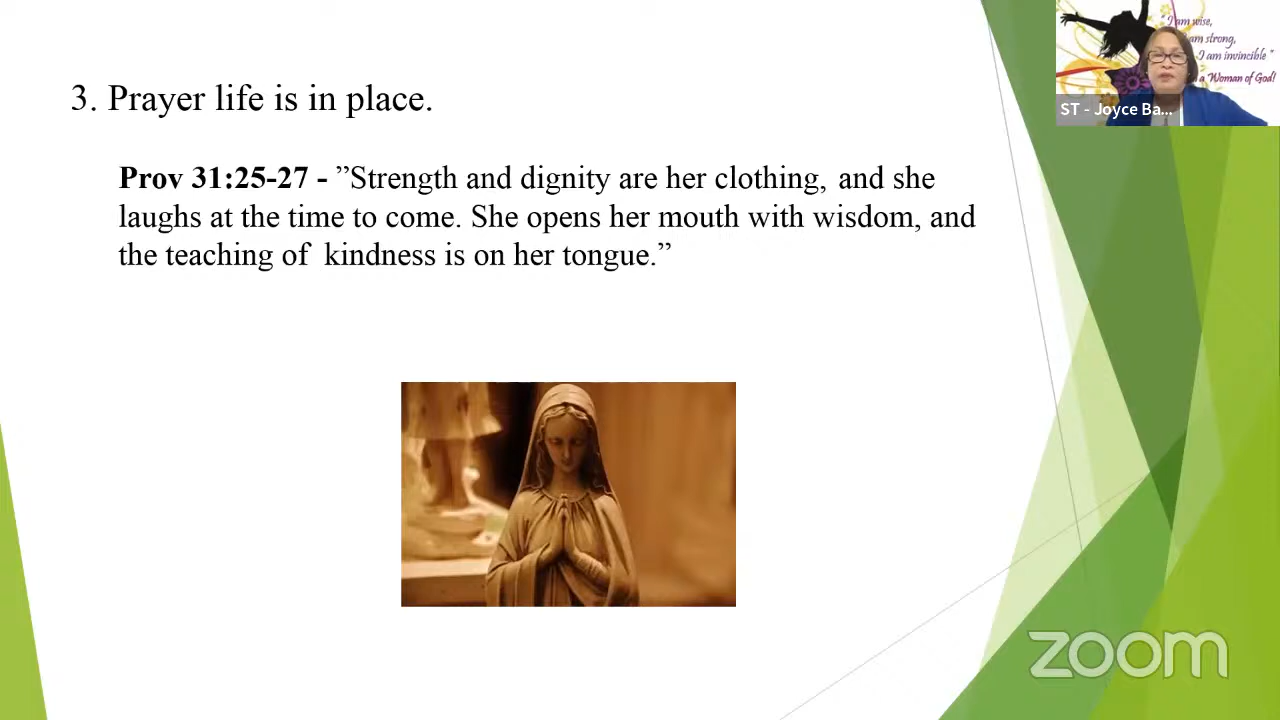 3. Prayer life is in place.
Prov 31:25-27 - ”Strength and dignity are her clothing, and she
laughs at the time to come. She opens her mouth with wisdom, and
the teaching of kindness is on her tongue.”
"I am wise,
am strong,
I am invincible"
a Woman of God!
ST - Joyce Ba...
zoom